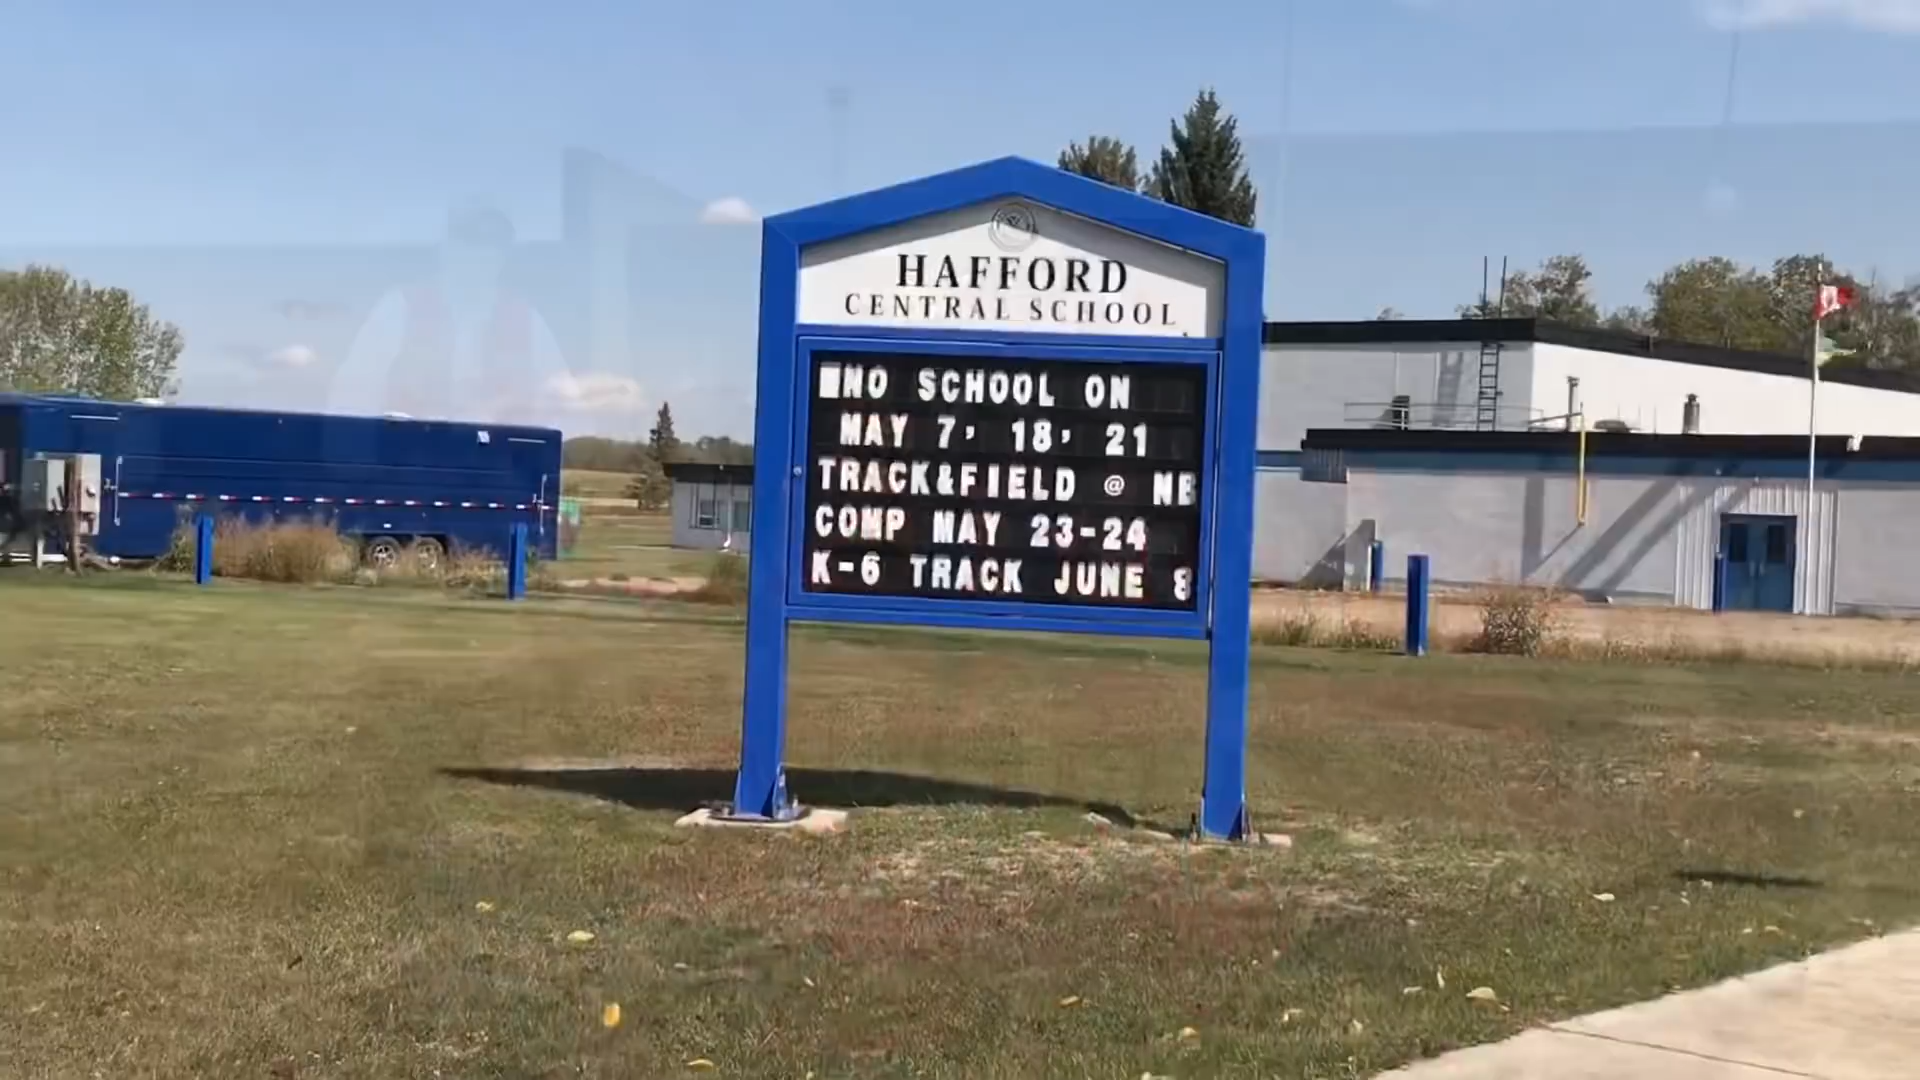 HAFFORD
CENTRAL SCHOOL
NO SCHOOL ON
MAY 7, 18, 21
TRACK&FIELD @ NB
COMP MAY 23-24
K-6 TRACK JUNE 8